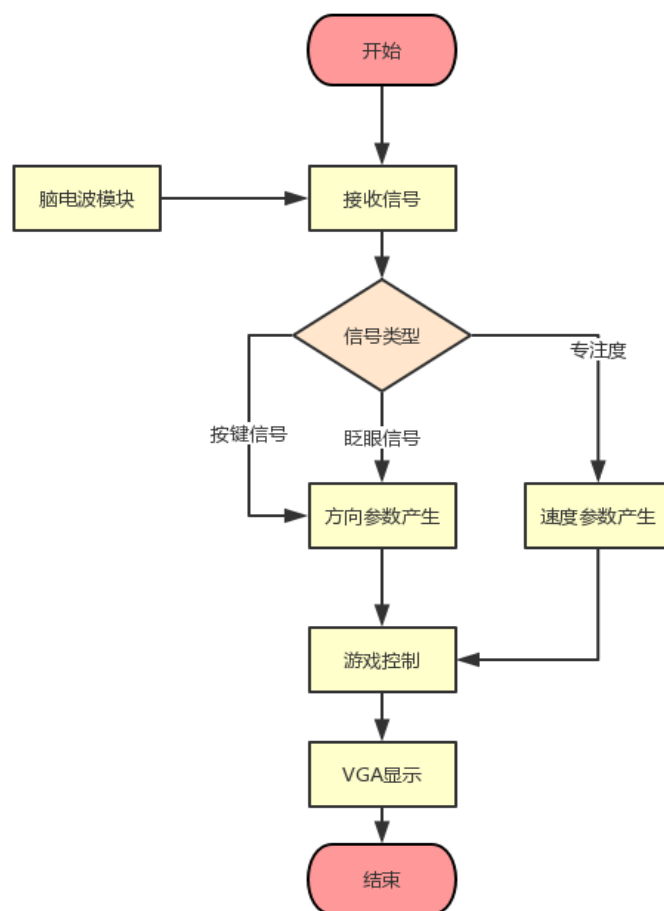 开始
脑电波模块
接收信号
信号类型
专注度
按键信号
眨眼信号
方向参数产生
速度参数产生
游戏控制
VGA显示
结束